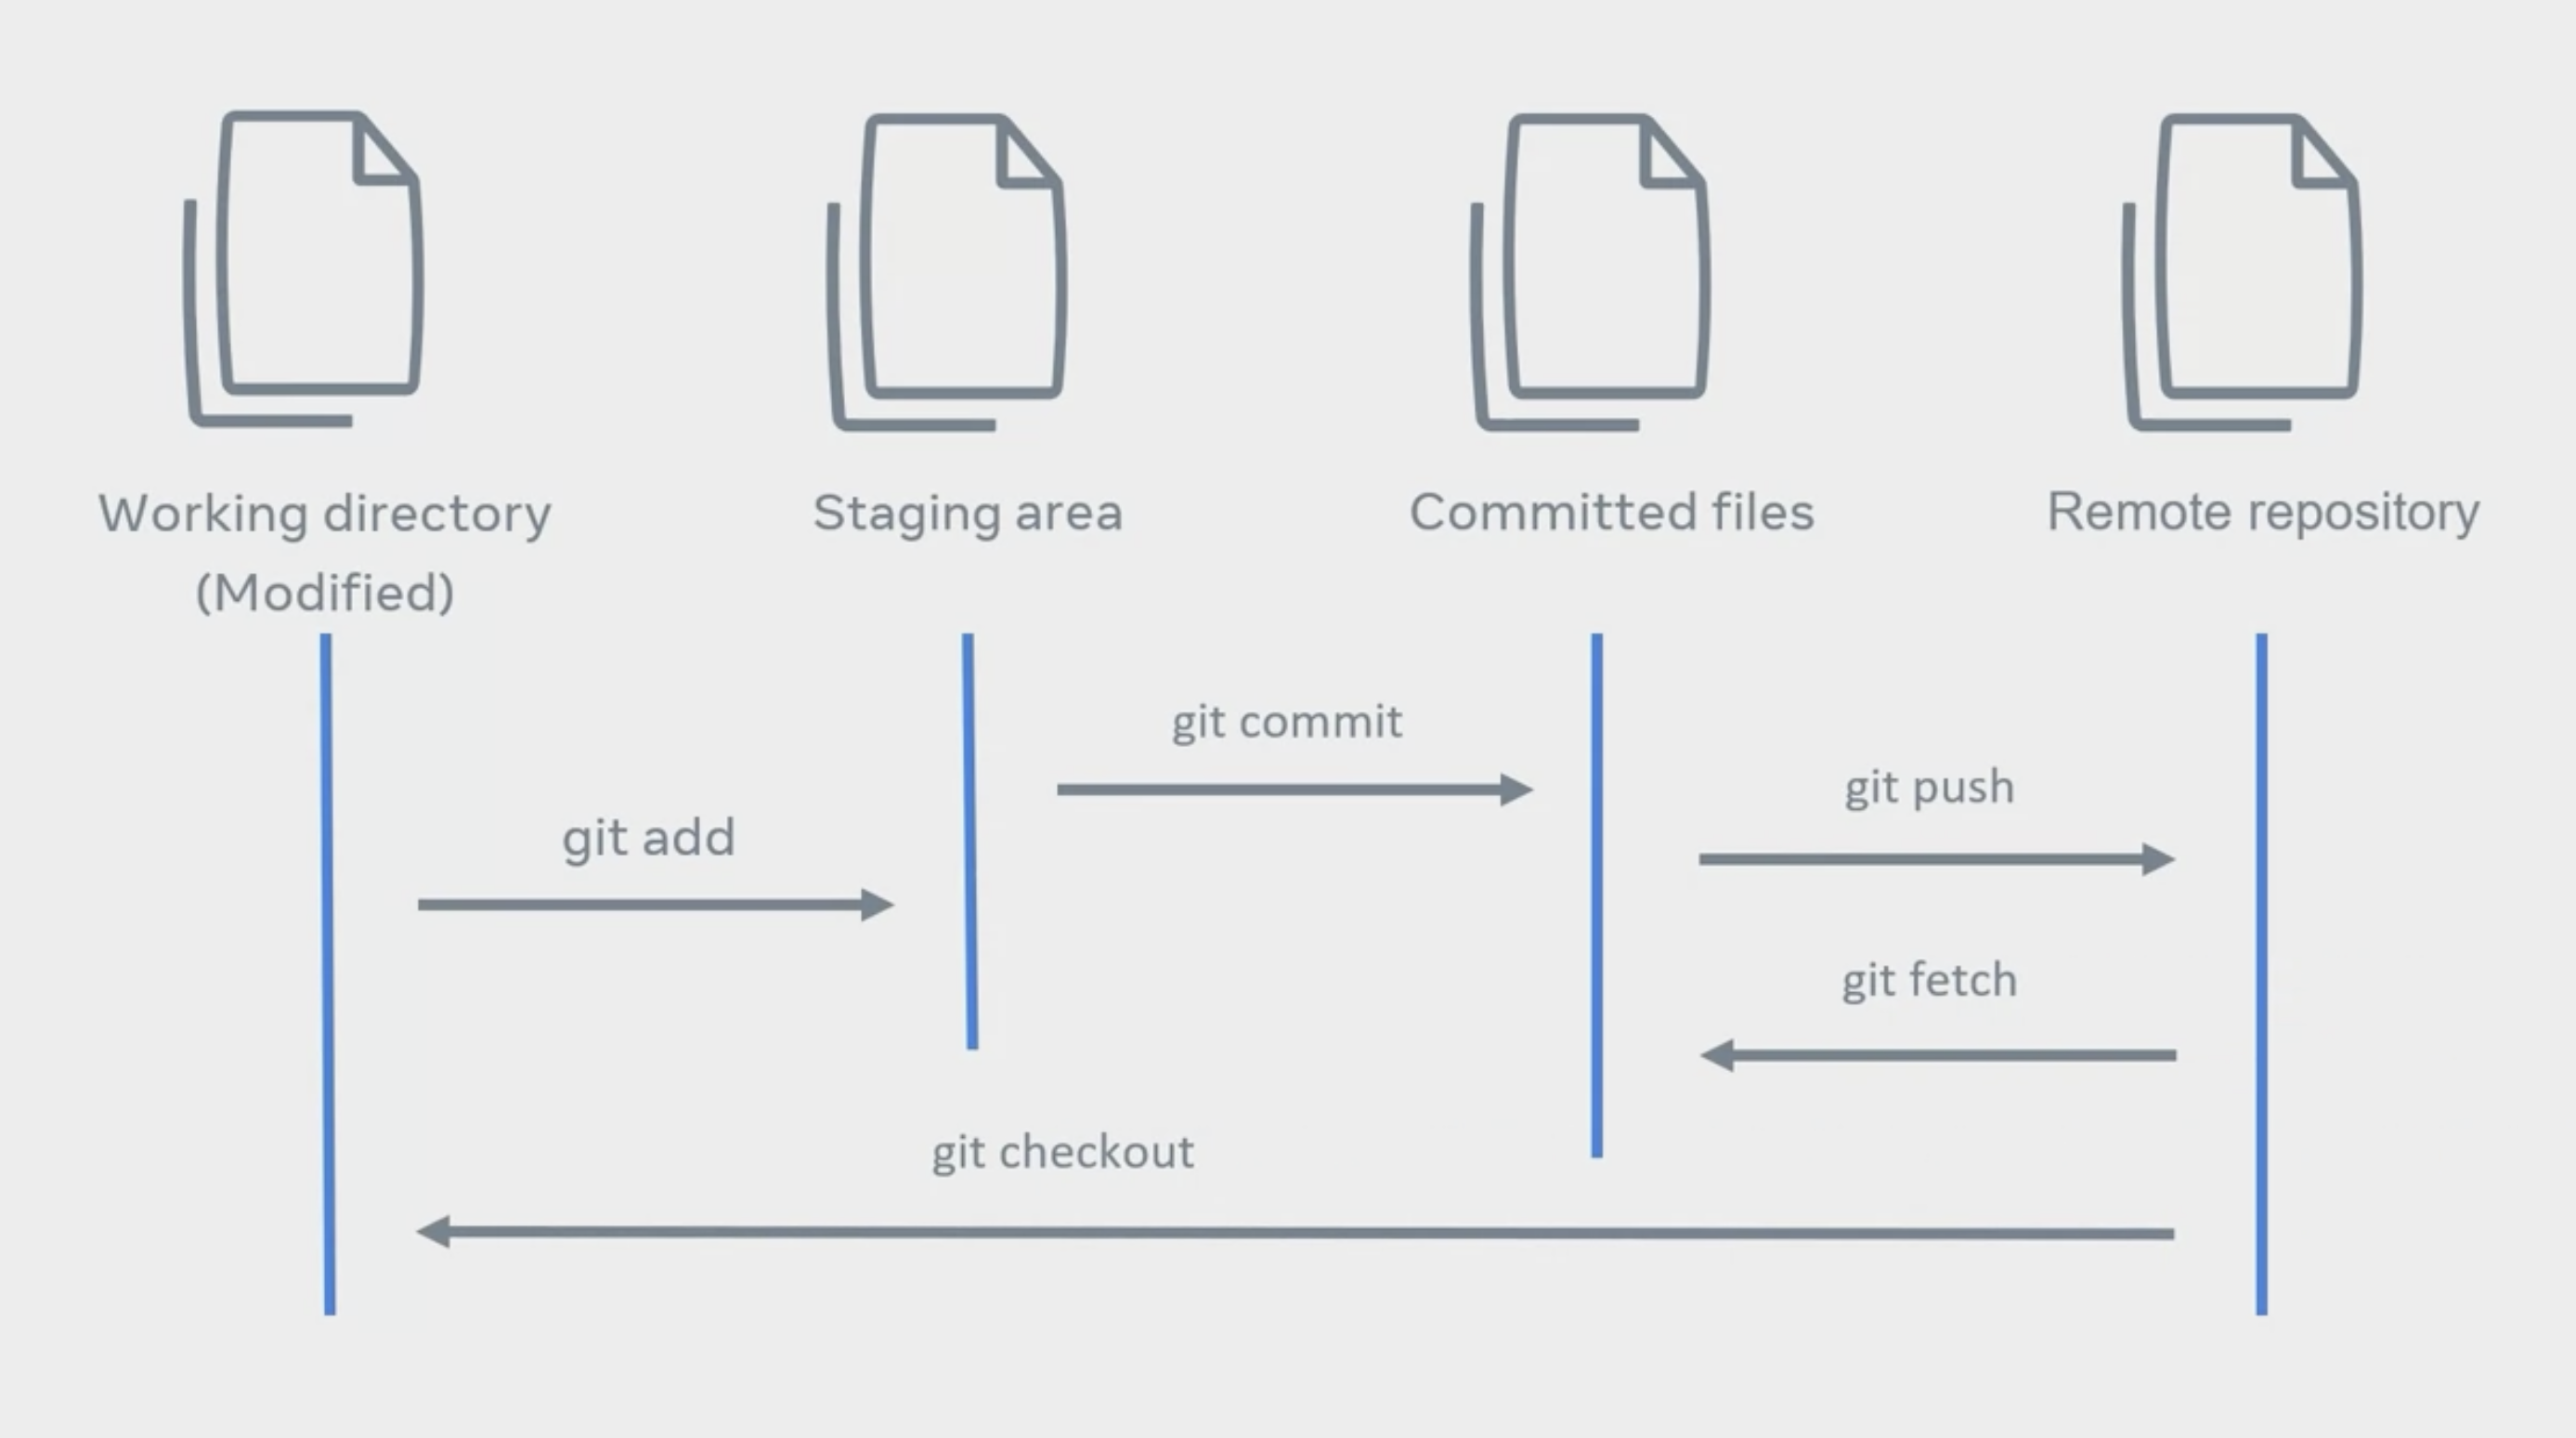 Working directory
(Modified)
Staging area
Committed files
Remote repository
git commit
git push
git add
git fetch
git checkout